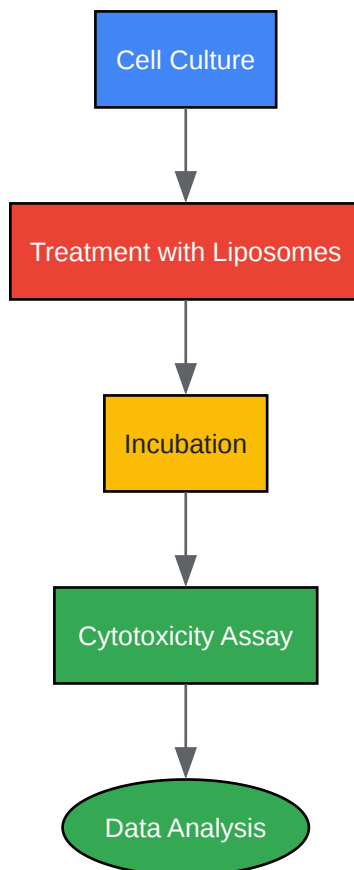 Cell Culture
Treatment with Liposomes
Incubation
Cytotoxicity Assay
Data Analysis